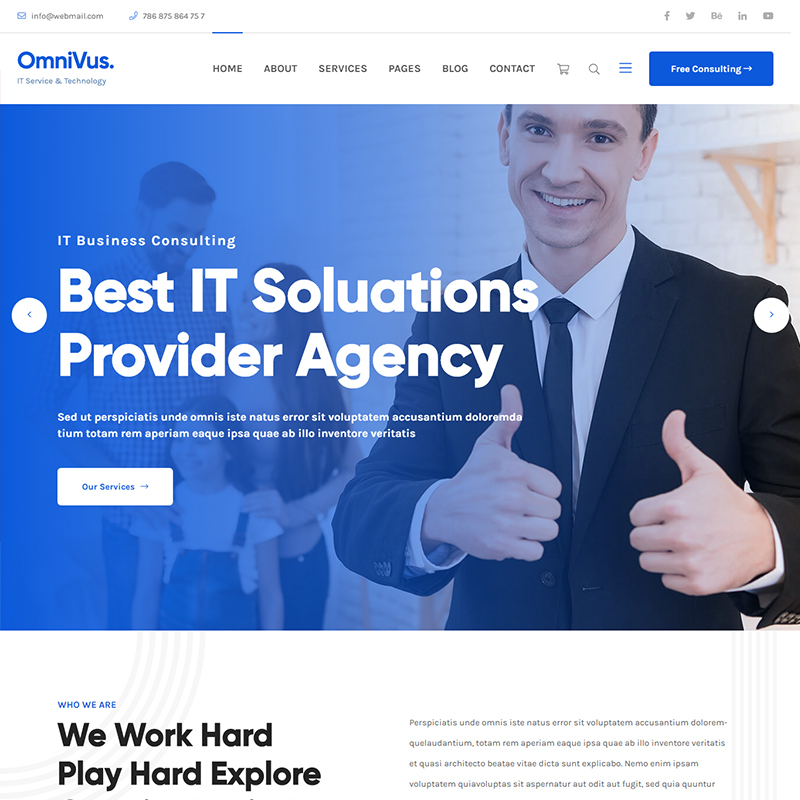 info@webmail.com
786 875 864 75 7
OmniVus.
IT Service & Technology
HOME
ABOUT
SERVICES
PAGES
BLOG
CONTACT
Free Consulting
IT Business Consulting
Best IT Soluations
Provider Agency
Sed ut perspiciatis unde omnis iste natus error sit voluptatem accusantium doloremda
tium totam rem aperiam eaque ipsa quae ab illo inventore veritatis
Our Services
WHO WE ARE
We Work Hard
Play Hard Explore
Perspiciatis unde omnis iste natus error sit voluptatem accusantium dolorem-
quelaudantium, totam rem aperiam eaque ipsa quae ab illo inventore veritatis
et quasi architecto beatae vitae dicta sunt explicabo. Nemo enim ipsam
voluptatem quiavoluptas sit aspernatur aut odit aut fugit, sed quia quuntur